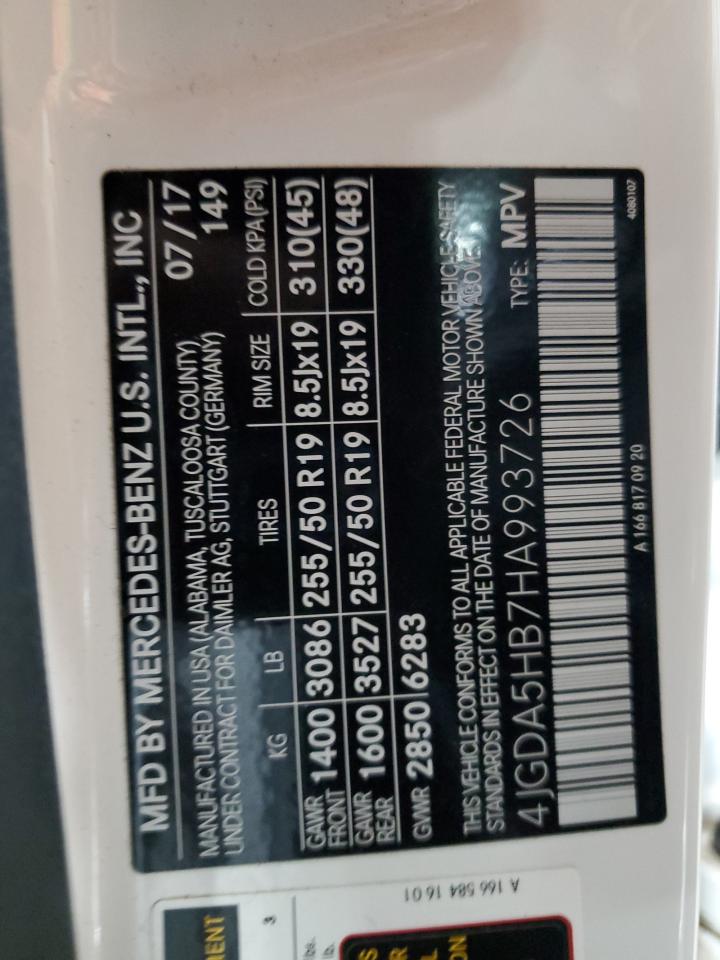 MFD BY MERCEDES-BENZ U.S. INTL., INC
07/17
MANUFACTURED IN USA (ALABAMA, TUSCALOOSA COUNTY) 149
UNDER CONTRACT FOR DAIMLER AG, STUTTGART (GERMANY)
KG LB TIRES RIM SIZE COLD KPA (PSI)
GAWR FRONT 1400 3086 255/50 R19 8.5Jx19 310(45)
GAWR REAR 1600 3527 255/50 R19 8.5Jx19 330(48)
GVWR 2850 6283
THIS VEHICLE CONFORMS TO ALL APPLICABLE FEDERAL MOTOR VEHICLE SAFETY
STANDARDS IN EFFECT ON THE DATE OF MANUFACTURE SHOWN ABOVE.
4JGDA5HB7HA993726 TYPE: MPV
A 166 817 09 20
4080107
A 166 584 16 01
3
lb.